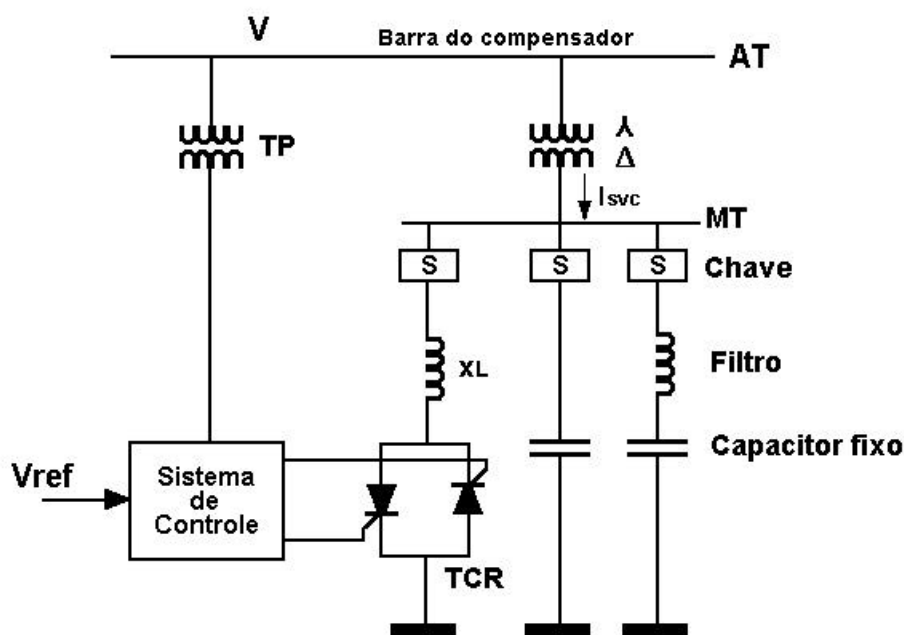 V
Barra do compensador
AT
TP
Y
Δ
Isvc
MT
S
S
S
Chave
XL
Filtro
Capacitor fixo
Vref
Sistema
de
Controle
TCR